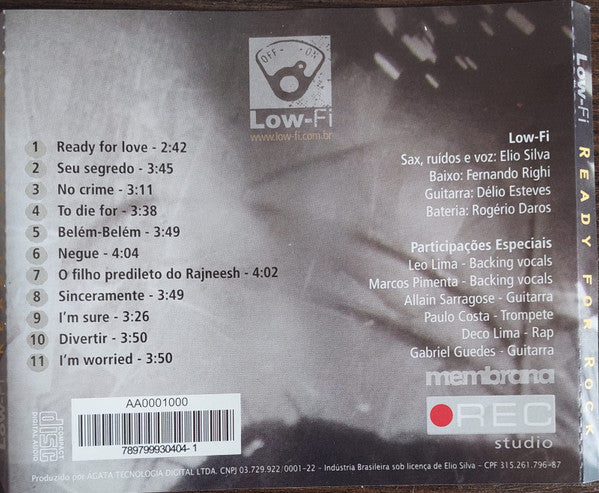 OFF - - ON
Low-Fi
www.low-fi.com.br
1 Ready for love - 2:42
2 Seu segredo - 3:45
3 No crime - 3:11
4 To die for - 3:38
5 Belém-Belém - 3:49
6 Negue - 4:04
7 O filho predileto do Rajneesh - 4:02
8 Sinceramente - 3:49
9 I'm sure - 3:26
10 Divertir - 3:50
11 I'm worried - 3:50
Low-Fi
Sax, ruídos e voz: Elio Silva
Baixo: Fernando Righi
Guitarra: Délio Esteves
Bateria: Rogério Daros
Participações Especiais
Leo Lima - Backing vocals
Marcos Pimenta - Backing vocals
Allain Sarragose - Guitarra
Paulo Costa - Trompete
Deco Lima - Rap
Gabriel Guedes - Guitarra
membrana
REC
studio
COMPACT
disc
DIGITAL AUDIO
AA0001000
789799930404-1
Produzido por ÁGATA TECNOLOGIA DIGITAL LTDA. CNPJ 03.729.922/0001-22 - Indústria Brasileira sob licença de Elio Silva - CPF 315.261.796-87
Low-Fi READY FOR ROCK
Low-Fi